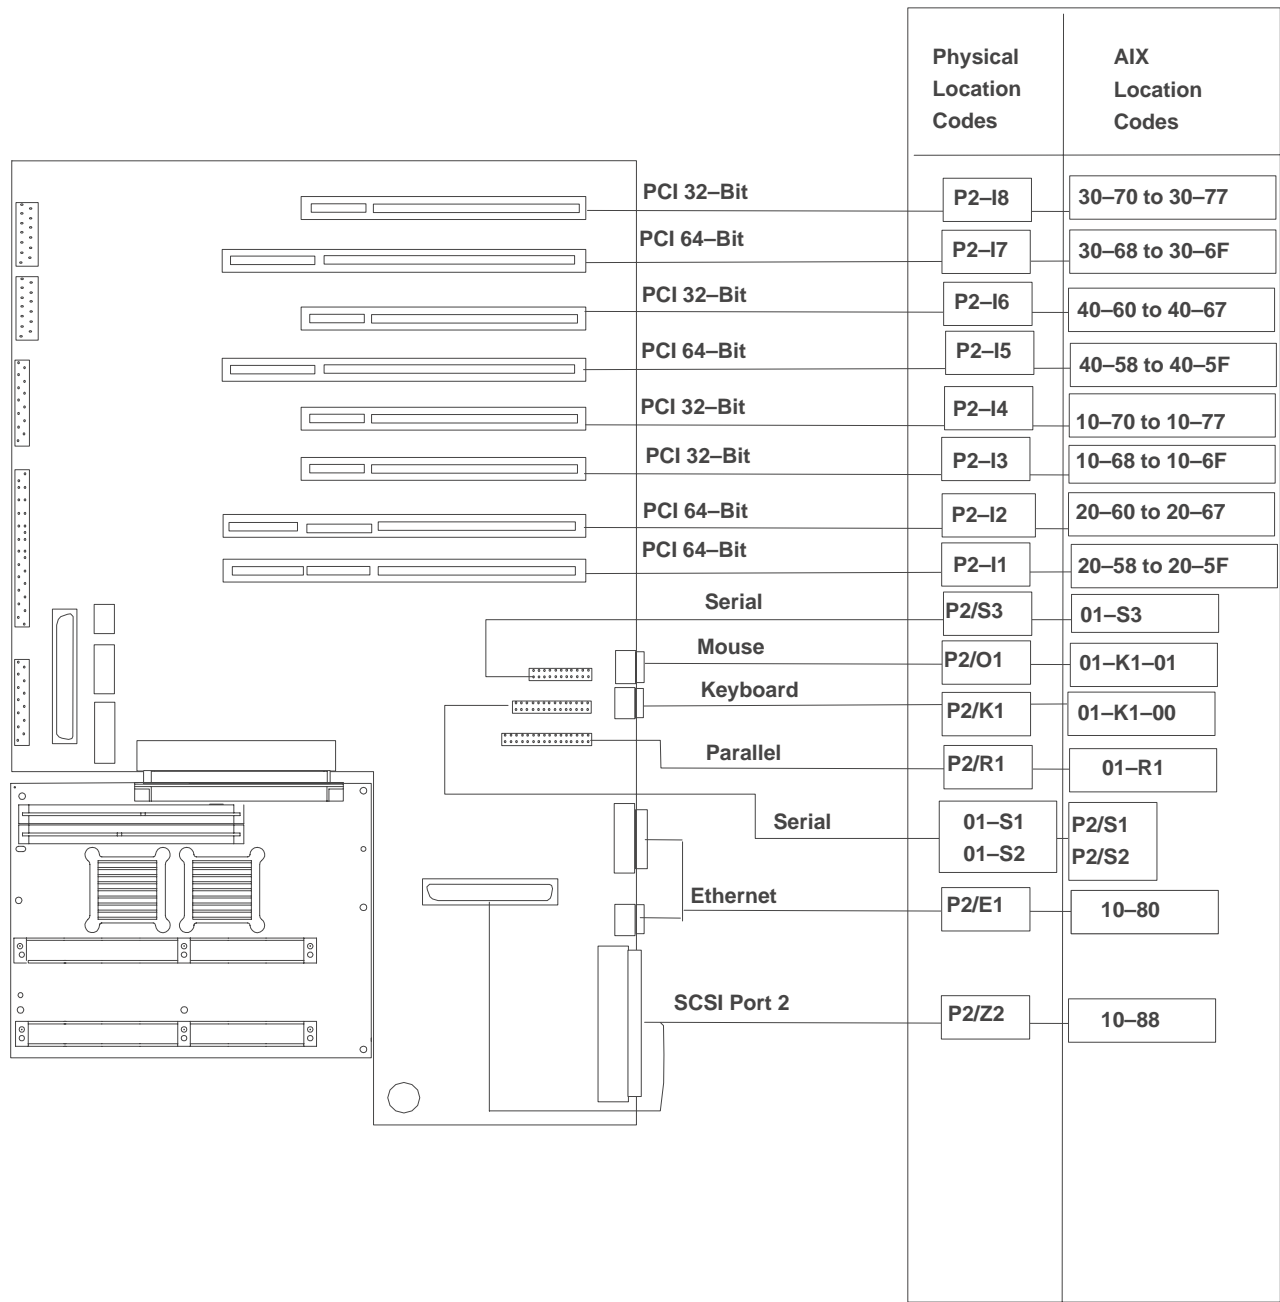 Physical
Location
Codes
AIX
Location
Codes
PCI 32–Bit P2–I8 30–70 to 30–77
PCI 64–Bit P2–I7 30–68 to 30–6F
PCI 32–Bit P2–I6 40–60 to 40–67
PCI 64–Bit P2–I5 40–58 to 40–5F
PCI 32–Bit P2–I4 10–70 to 10–77
PCI 32–Bit P2–I3 10–68 to 10–6F
PCI 64–Bit P2–I2 20–60 to 20–67
PCI 64–Bit P2–I1 20–58 to 20–5F
Serial P2/S3 01–S3
Mouse P2/O1 01–K1–01
Keyboard P2/K1 01–K1–00
Parallel P2/R1 01–R1
Serial 01–S1 P2/S1
01–S2 P2/S2
Ethernet P2/E1 10–80
SCSI Port 2 P2/Z2 10–88